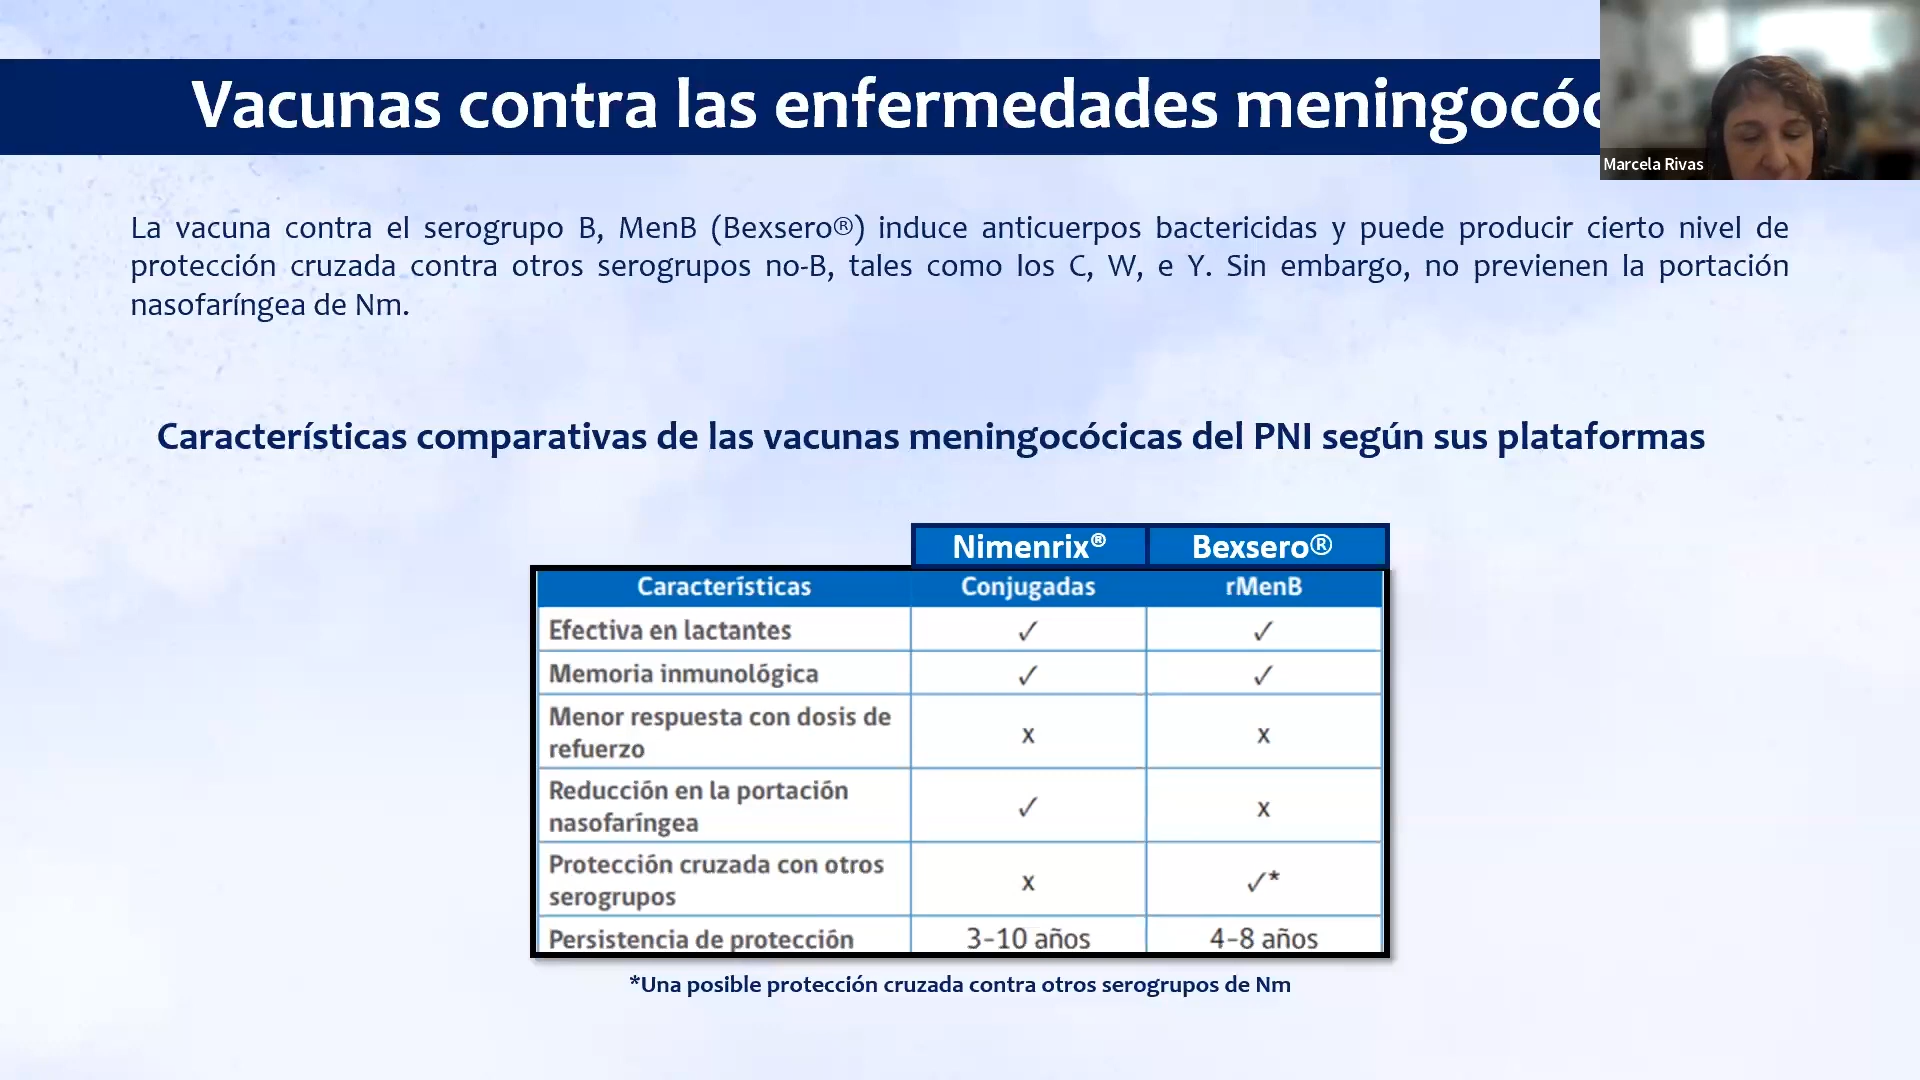 Vacunas contra las enfermedades meningocóc
Marcela Rivas
La vacuna contra el serogrupo B, MenB (Bexsero®) induce anticuerpos bactericidas y puede producir cierto nivel de
protección cruzada contra otros serogrupos no-B, tales como los C, W, e Y. Sin embargo, no previenen la portación
nasofaríngea de Nm.
Características comparativas de las vacunas meningocócicas del PNI según sus plataformas
Nimenrix® Bexsero®
Características Conjugadas rMenB
Efectiva en lactantes ✓ ✓
Memoria inmunológica ✓ ✓
Menor respuesta con dosis de
refuerzo x x
Reducción en la portación
nasofaríngea ✓ x
Protección cruzada con otros
serogrupos x ✓*
Persistencia de protección 3-10 años 4-8 años
*Una posible protección cruzada contra otros serogrupos de Nm